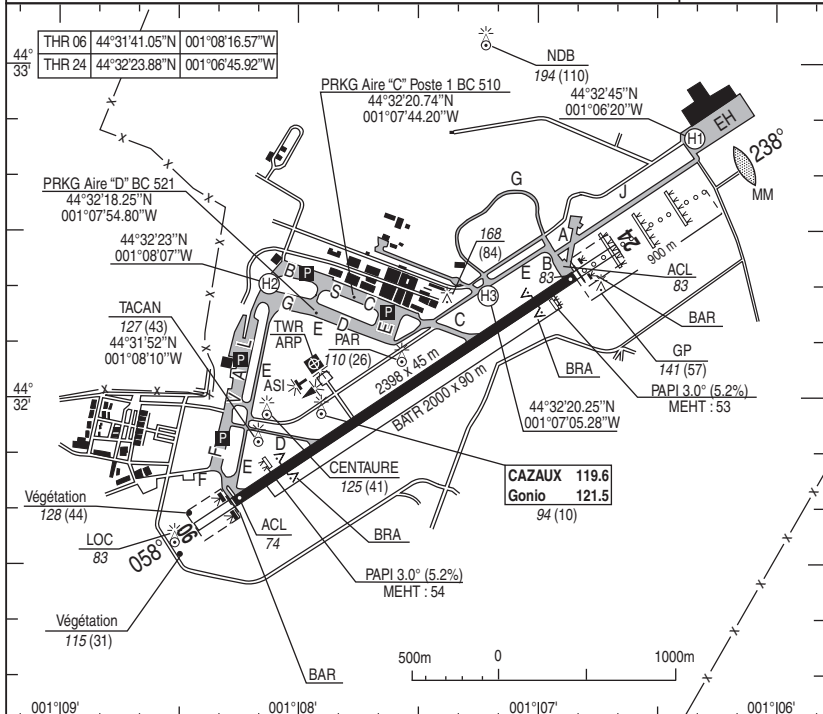 THR 06 44°31'41.05"N 001°08'16.57"W
THR 24 44°32'23.88"N 001°06'45.92"W
44°
33'
NDB
194 (110)
PRKG Aire "C" Poste 1 BC 510
44°32'20.74"N
001°07'44.20"W
44°32'45"N
001°06'20"W
EH
H1
238°
MM
PRKG Aire "D" BC 521
44°32'18.25"N
001°07'54.80"W
G
J
168
(84)
A
24
900 m
44°32'23"N
001°08'07"W
H2
B
P
S
C
P
E
B
83
ACL
83
H3
TACAN
127 (43)
44°31'52"N
001°08'10"W
G
E
D
E
C
BAR
TWR
ARP
PAR
110 (26)
GP
141 (57)
L
A
V
P
E
ASI
T
2398 X 45 m
BATR 2000 x 90 m
BRA
PAPI 3.0° (5.2%)
MEHT : 53
44°
32'
44°32'20.25"N
001°07'05.28"W
P
D
F
F
E
CENTAURE
125 (41)
CAZAUX 119.6
Gonio 121.5
94 (10)
Végétation
128 (44)
LOC
83
06
058°
ACL
74
BRA
PAPI 3.0° (5.2%)
MEHT : 54
Végétation
115 (31)
BAR
500m 0 1000m
001°09' 001°08' 001°07' 001°06'